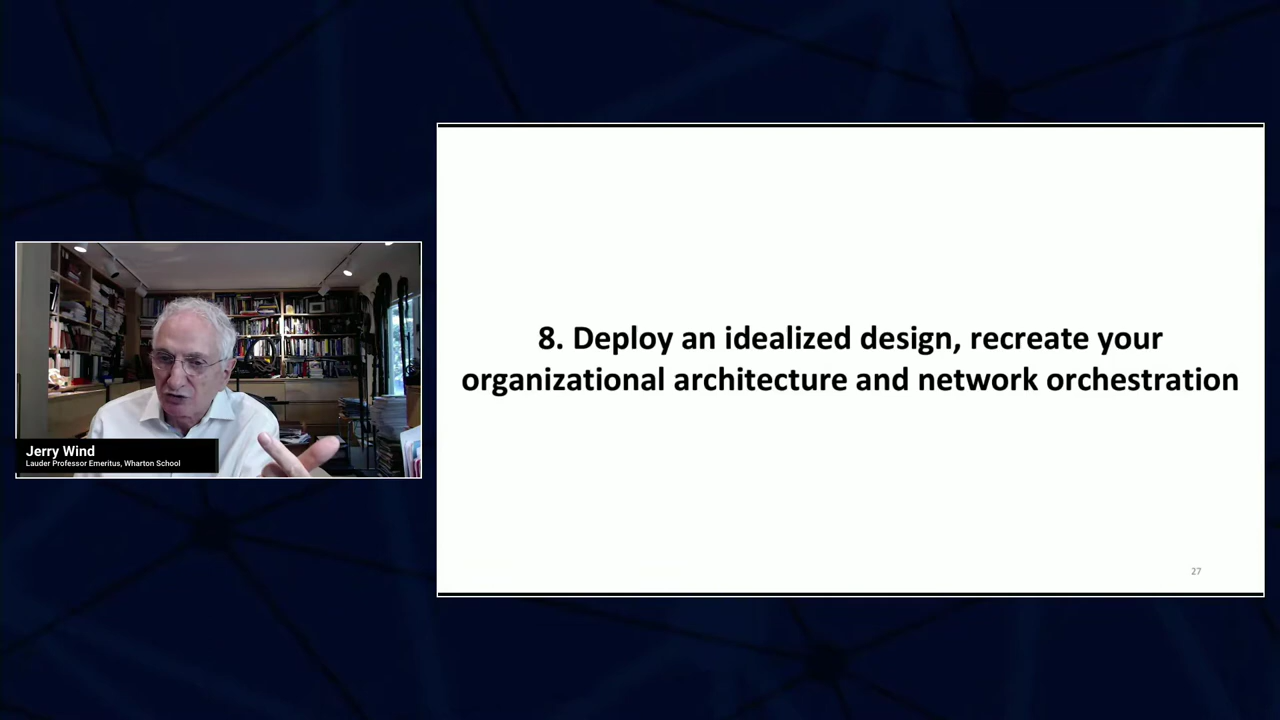 Jerry Wind
Lauder Professor Emeritus, Wharton School
8. Deploy an idealized design, recreate your
organizational architecture and network orchestration
27